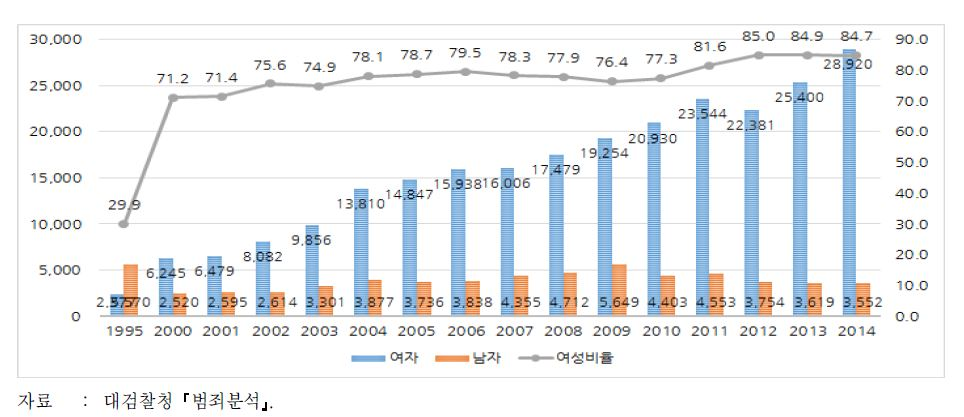 30,000 25,000 20,000 15,000 10,000 5,000 0
90.0 80.0 70.0 60.0 50.0 40.0 30.0 20.0 10.0 0.0
29.9 71.2 71.4 75.6 74.9 78.1 78.7 79.5 78.3 77.9 76.4 77.3 81.6 85.0 84.9 84.7
6,245 6,479 8,082 9,856 13,810 14,847 15,938 16,006 17,479 19,254 20,930 23,544 22,381 25,400 28,920
2,520 2,595 2,614 3,301 3,877 3,736 3,838 4,355 4,712 5,649 4,403 4,553 3,754 3,619 3,552
1995 2000 2001 2002 2003 2004 2005 2006 2007 2008 2009 2010 2011 2012 2013 2014
여자 남자 여성비율
자료 : 대검찰청 『범죄분석』.